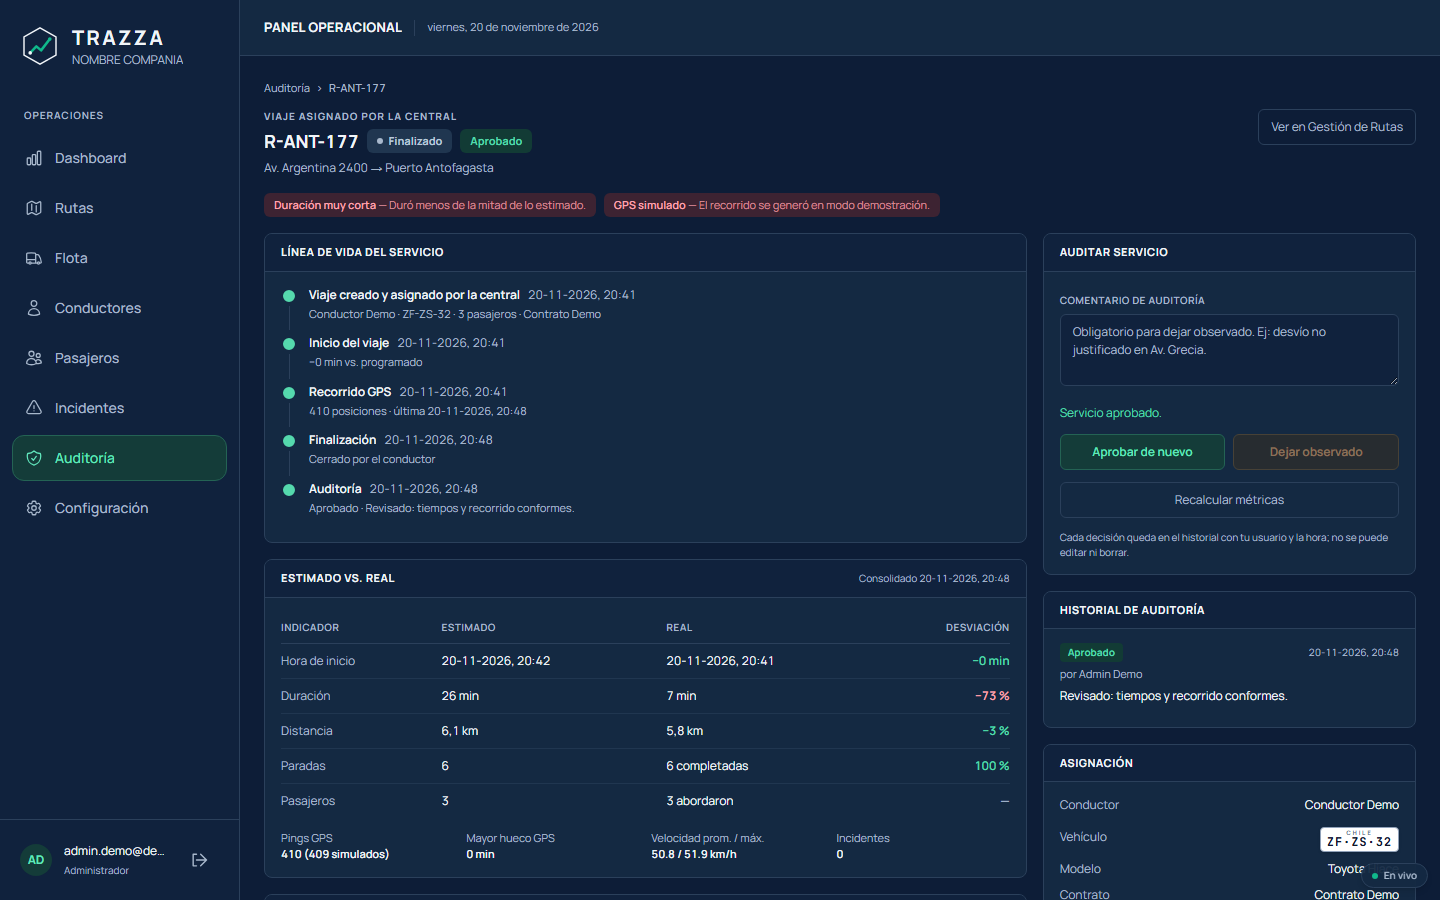 TRAZZA
NOMBRE COMPANIA
OPERACIONES
Dashboard
Rutas
Flota
Conductores
Pasajeros
Incidentes
Auditoría
Configuración
AD
admin.demo@de...
Administrador
PANEL OPERACIONAL
viernes, 20 de noviembre de 2026
Auditoría › R-ANT-177
VIAJE ASIGNADO POR LA CENTRAL
R-ANT-177 Finalizado Aprobado
Av. Argentina 2400 → Puerto Antofagasta
Ver en Gestión de Rutas
Duración muy corta — Duró menos de la mitad de lo estimado.
GPS simulado — El recorrido se generó en modo demostración.
LÍNEA DE VIDA DEL SERVICIO
Viaje creado y asignado por la central 20-11-2026, 20:41
Conductor Demo · ZF-ZS-32 · 3 pasajeros · Contrato Demo
Inicio del viaje 20-11-2026, 20:41
−0 min vs. programado
Recorrido GPS 20-11-2026, 20:41
410 posiciones · última 20-11-2026, 20:48
Finalización 20-11-2026, 20:48
Cerrado por el conductor
Auditoría 20-11-2026, 20:48
Aprobado · Revisado: tiempos y recorrido conformes.
ESTIMADO VS. REAL
Consolidado 20-11-2026, 20:48
INDICADOR ESTIMADO REAL DESVIACIÓN
Hora de inicio 20-11-2026, 20:42 20-11-2026, 20:41 −0 min
Duración 26 min 7 min −73 %
Distancia 6,1 km 5,8 km −3 %
Paradas 6 6 completadas 100 %
Pasajeros 3 3 abordaron —
Pings GPS Mayor hueco GPS Velocidad prom. / máx. Incidentes
410 (409 simulados) 0 min 50.8 / 51.9 km/h 0
AUDITAR SERVICIO
COMENTARIO DE AUDITORÍA
Obligatorio para dejar observado. Ej: desvío no
justificado en Av. Grecia.
Servicio aprobado.
Aprobar de nuevo
Dejar observado
Recalcular métricas
Cada decisión queda en el historial con tu usuario y la hora; no se puede
editar ni borrar.
HISTORIAL DE AUDITORÍA
Aprobado 20-11-2026, 20:48
por Admin Demo
Revisado: tiempos y recorrido conformes.
ASIGNACIÓN
Conductor Conductor Demo
CHILE
Vehículo ZF·ZS·32
Modelo Toyota
En vivo
Contrato Contrato Demo